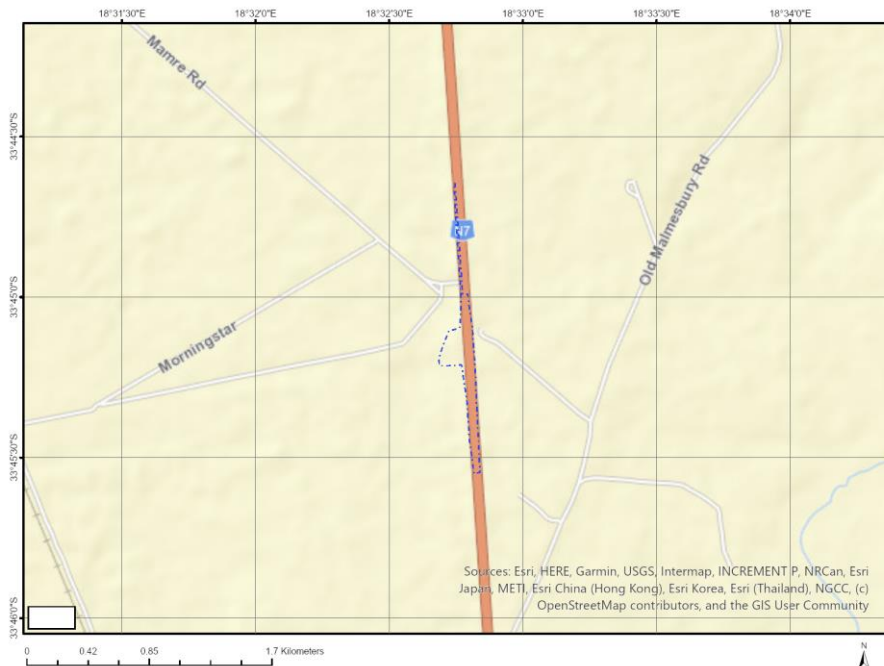 18°31'30"E
18°32'0"E
18°32'30"E
18°33'0"E
18°33'30"E
18°34'0"E
Mamre Rd
33°44'30"S
N7
Old Malmesbury Rd
33°45'0"S
Morningstar
33°45'30"S
33°46'0"S
Sources: Esri, HERE, Garmin, USGS, Intermap, INCREMENT P, NRCan, Esri
Japan, METI, Esri China (Hong Kong), Esri Korea, Esri (Thailand), NGCC, (c)
OpenStreetMap contributors, and the GIS User Community
0 0.42 0.85 1.7 Kilometers
N